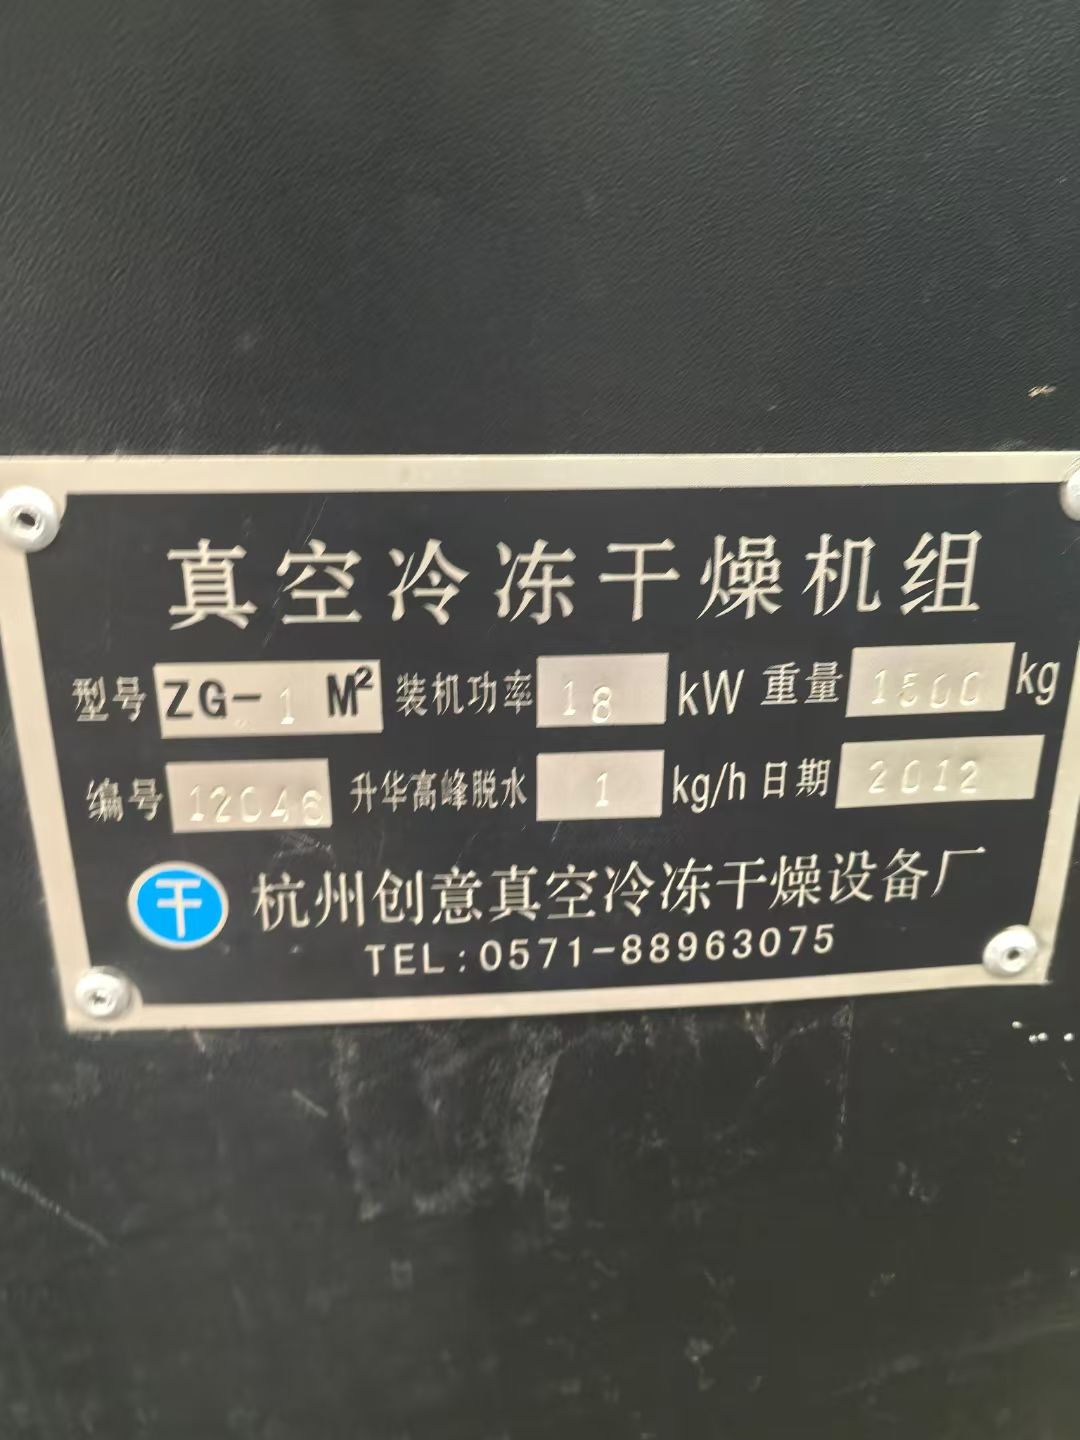 真空冷冻干燥机组
型号 ZG-1 M² 装机功率 18 kW 重量 1500 kg
编号 12046 升华高峰脱水 1 kg/h 日期 2012
干 杭州创意真空冷冻干燥设备厂
TEL:0571-88963075